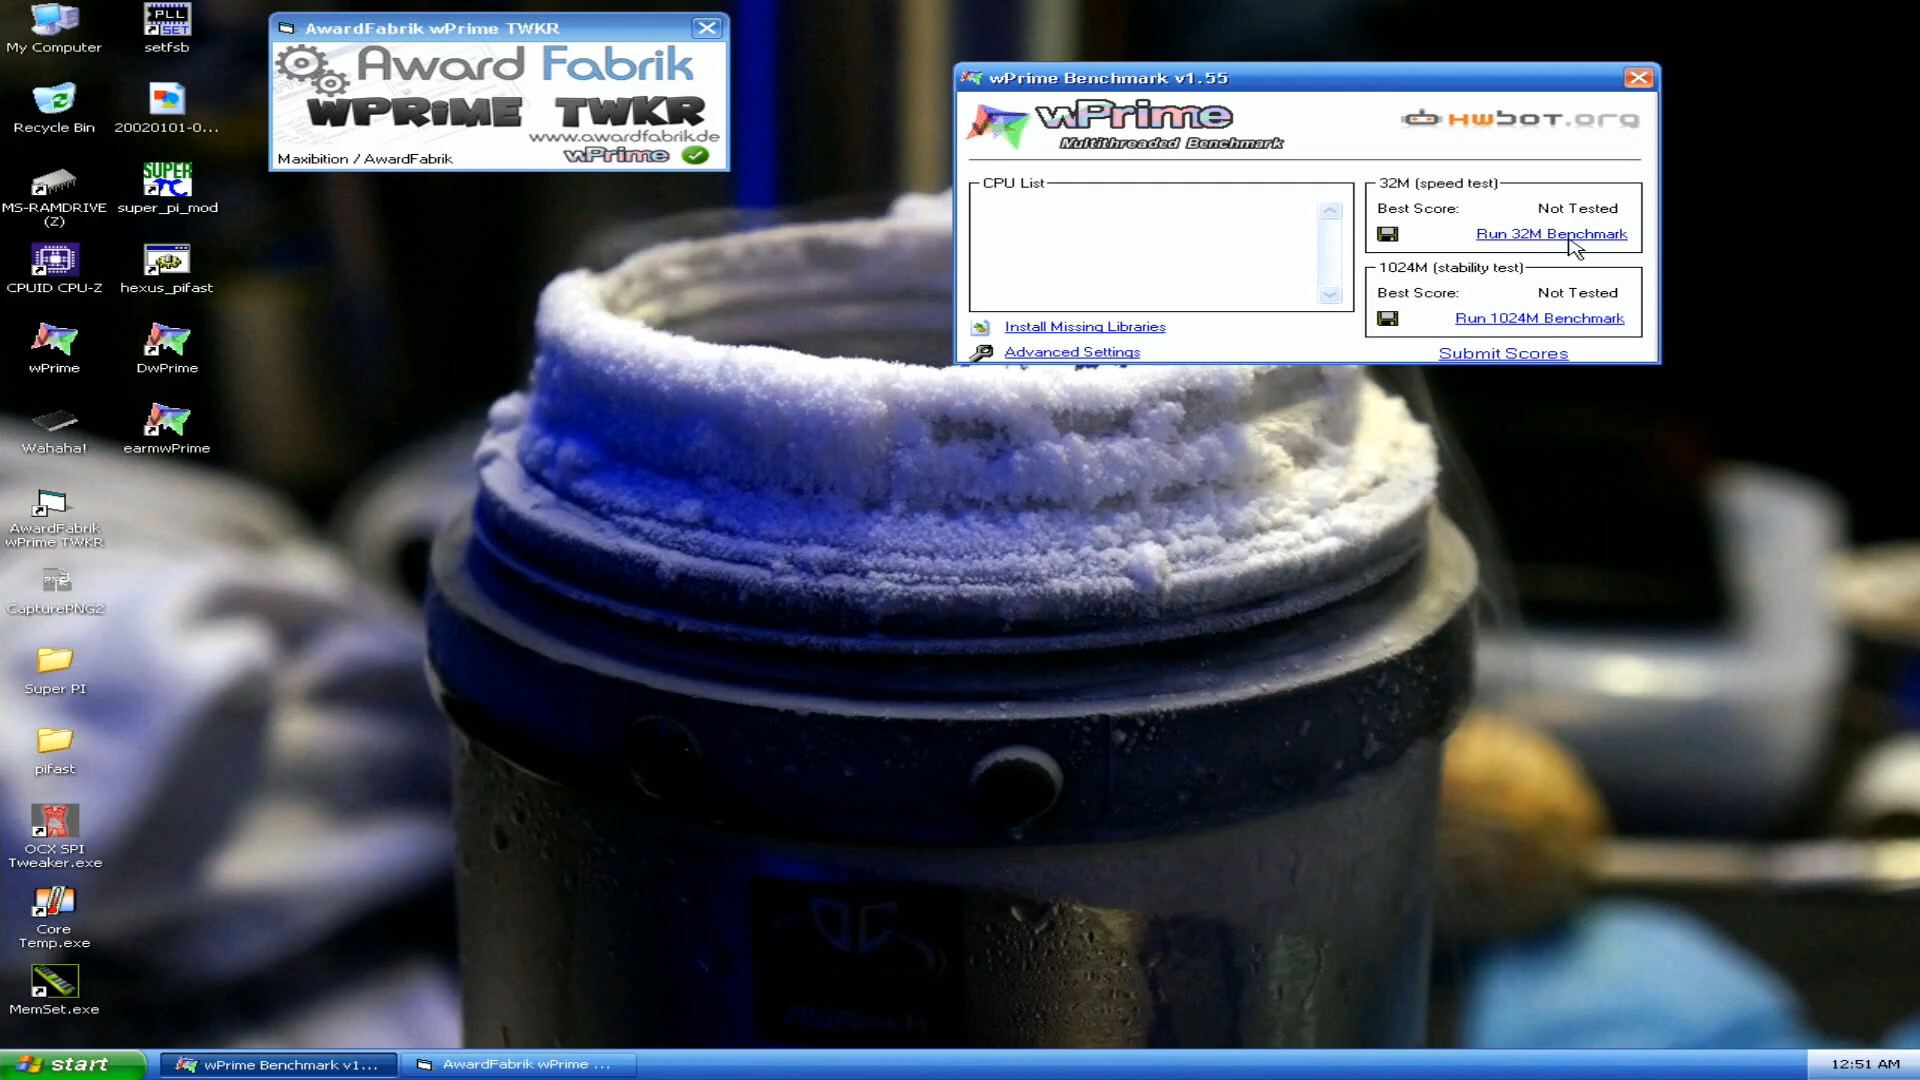 My Computer
setfsb
Recycle Bin
20020101-0...
MS-RAMDRIVE
(Z)
super_pi_mod
CPUID CPU-Z
hexus_pifast
wPrime
DwPrime
Wahaha!
earmwPrime
AwardFabrik
wPrime TWKR
CapturePNG2
Super PI
pifast
OCX SPI
Tweaker.exe
Core
Temp.exe
MemSet.exe
PLL
SET
SUPER
AwardFabrik wPrime TWKR
Award Fabrik
WPRiME TWKR
www.awardfabrik.de
Maxibition / AwardFabrik
wPrime
wPrime Benchmark v1.55
wPrime
Multithreaded Benchmark
HWBOT.ORG
CPU List
32M (speed test)
Best Score: Not Tested
Run 32M Benchmark
1024M (stability test)
Best Score: Not Tested
Run 1024M Benchmark
Install Missing Libraries
Advanced Settings
Submit Scores
start
wPrime Benchmark v1...
AwardFabrik wPrime ...
12:51 AM